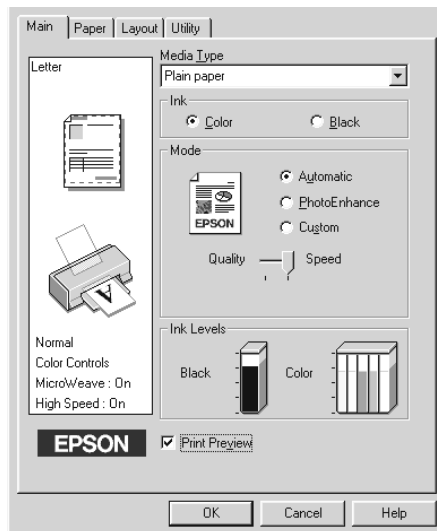 Main Paper Layout Utility
Letter
Media Type
Plain paper
Ink
Color Black
Mode
EPSON
Automatic
PhotoEnhance
Custom
Quality Speed
A
Normal
Color Controls
MicroWeave : On
High Speed : On
Ink Levels
Black Color
EPSON
Print Preview
OK Cancel Help